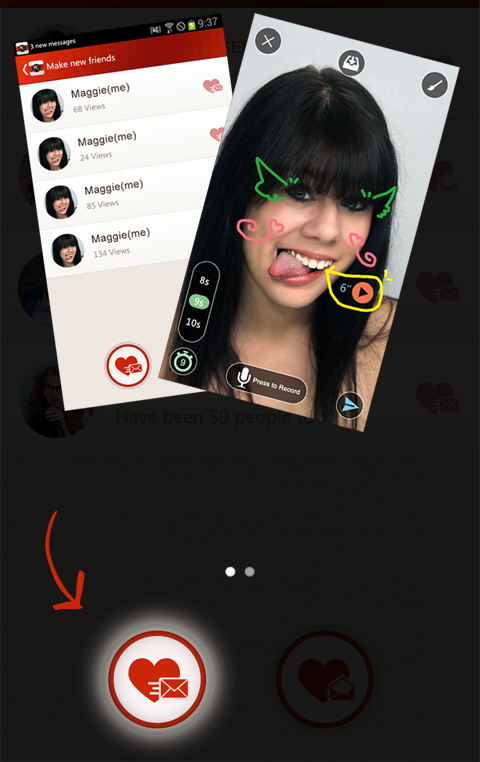 3 new messages
9:37
Make new friends
Maggie(me)
68 Views
Maggie(me)
24 Views
Maggie(me)
85 Views
Maggie(me)
134 Views
8s
9s
10s
9
6"
Press to Record
Have been 50 people to